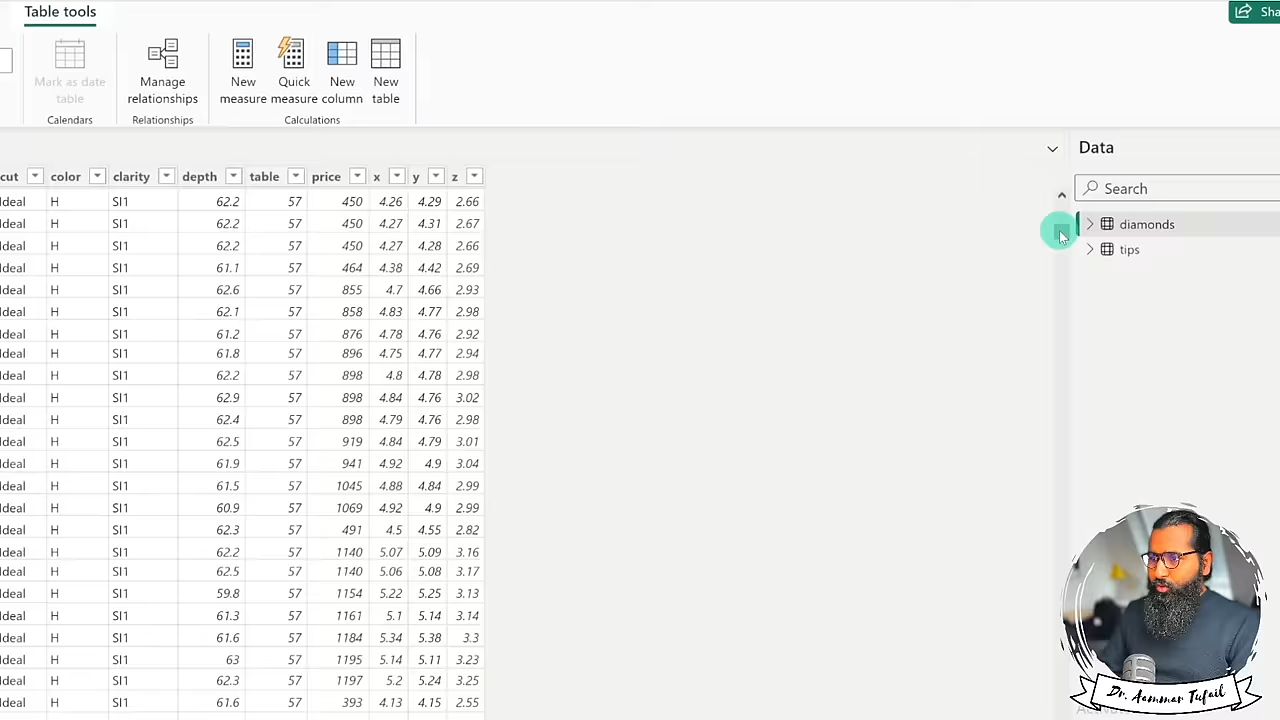 Table tools
Sha
Mark as date table
Manage relationships
New measure
Quick measure
New column
New table
Calendars
Relationships
Calculations
Data
Search
diamonds
tips
cut color clarity depth table price x y z
Ideal H SI1 62.2 57 450 4.26 4.29 2.66
Ideal H SI1 62.2 57 450 4.27 4.31 2.67
Ideal H SI1 62.2 57 450 4.27 4.28 2.66
Ideal H SI1 61.1 57 464 4.38 4.42 2.69
Ideal H SI1 62.6 57 855 4.7 4.66 2.93
Ideal H SI1 62.1 57 858 4.83 4.77 2.98
Ideal H SI1 61.2 57 876 4.78 4.76 2.92
Ideal H SI1 61.8 57 896 4.75 4.77 2.94
Ideal H SI1 62.2 57 898 4.8 4.78 2.98
Ideal H SI1 62.9 57 898 4.84 4.76 3.02
Ideal H SI1 62.4 57 898 4.79 4.76 2.98
Ideal H SI1 62.5 57 919 4.84 4.79 3.01
Ideal H SI1 61.9 57 941 4.92 4.9 3.04
Ideal H SI1 61.5 57 1045 4.88 4.84 2.99
Ideal H SI1 60.9 57 1069 4.92 4.9 2.99
Ideal H SI1 62.3 57 491 4.5 4.55 2.82
Ideal H SI1 62.2 57 1140 5.07 5.09 3.16
Ideal H SI1 62.5 57 1140 5.06 5.08 3.17
Ideal H SI1 59.8 57 1154 5.22 5.25 3.13
Ideal H SI1 61.3 57 1161 5.1 5.14 3.14
Ideal H SI1 61.6 57 1184 5.34 5.38 3.3
Ideal H SI1 63 57 1195 5.14 5.11 3.23
Ideal H SI1 62.3 57 1197 5.2 5.24 3.25
Ideal H SI1 61.6 57 393 4.13 4.15 2.55
Dr. Aammar Tufail